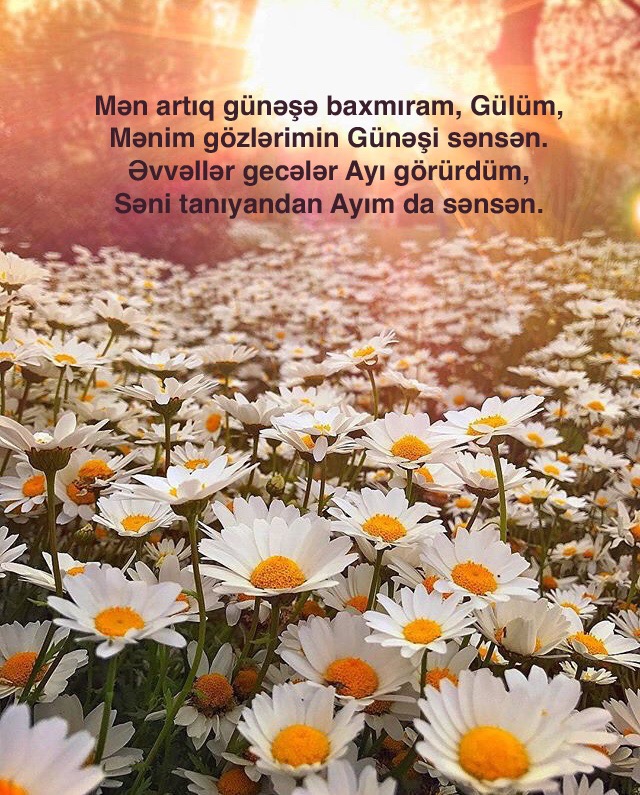 Mən artıq günəşə baxmıram, Gülüm,
Mənim gözlərimin Günəşi sənsən.
Əvvəllər gecələr Ayı görürdüm,
Səni tanıyandan Ayım da sənsən.